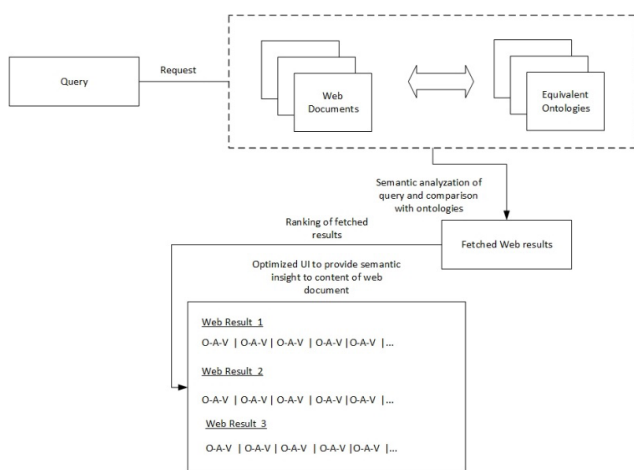 Query
Request
Web
Documents
Equivalent
Ontologies
Semantic analyzation of
query and comparison
with ontologies
Ranking of fetched
results
Fetched Web results
Optimized UI to provide semantic
insight to content of web
document
Web Result  1
O-A-V | O-A-V | O-A-V | O-A-V |O-A-V |...
Web Result  2
O-A-V | O-A-V | O-A-V | O-A-V |O-A-V |...
Web Result  3
O-A-V | O-A-V | O-A-V | O-A-V |O-A-V |...